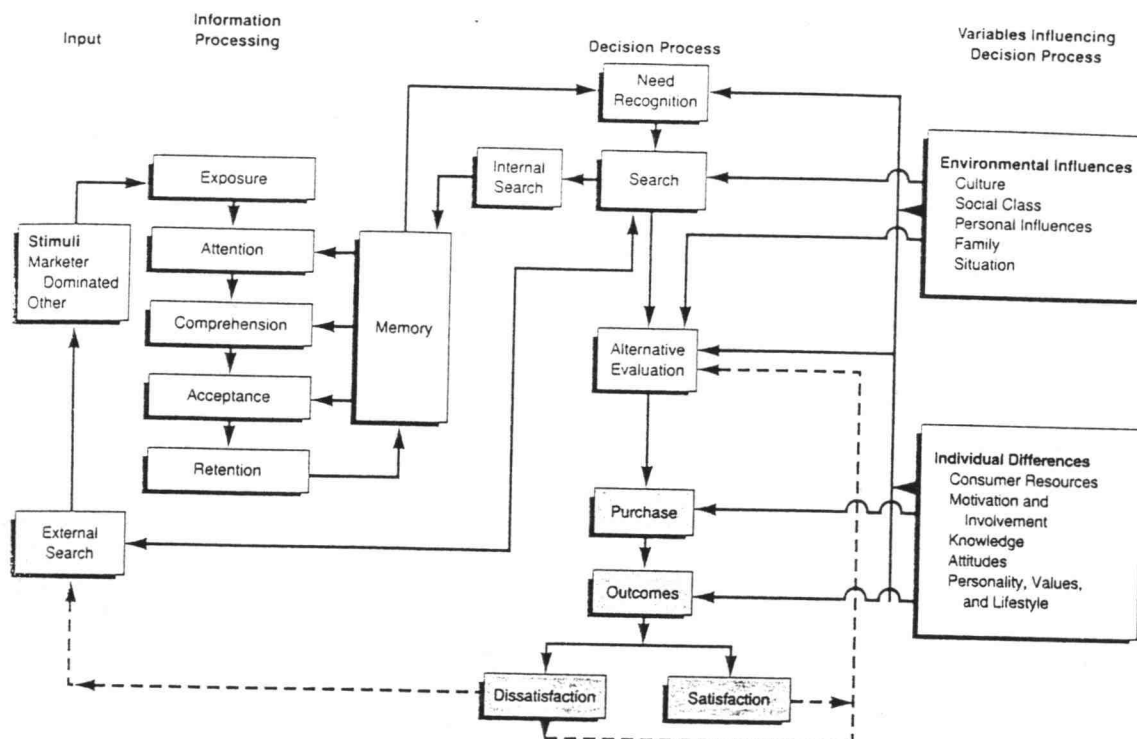 Input
Information
Processing
Decision Process
Variables Influencing
Decision Process
Need
Recognition
Internal
Search
Search
Exposure
Attention
Comprehension
Acceptance
Retention
Memory
Stimuli
Marketer
Dominated
Other
External
Search
Alternative
Evaluation
Purchase
Outcomes
Dissatisfaction
Satisfaction
Environmental Influences
Culture
Social Class
Personal Influences
Family
Situation
Individual Differences
Consumer Resources
Motivation and
Involvement
Knowledge
Attitudes
Personality, Values,
and Lifestyle